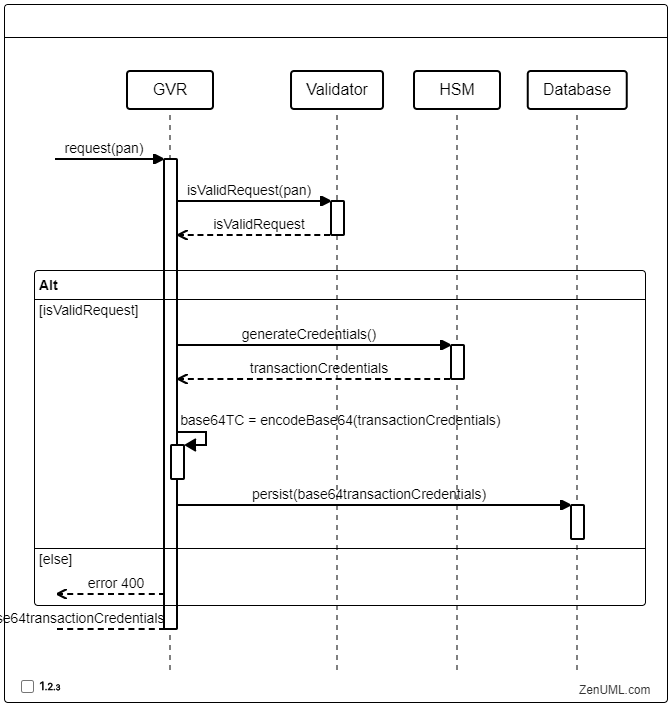 GVR Validator HSM Database
request(pan)
isValidRequest(pan)
isValidRequest
Alt
[isValidRequest]
generateCredentials()
transactionCredentials
base64TC = encodeBase64(transactionCredentials)
persist(base64transactionCredentials)
[else]
error 400
se64transactionCredentials
1.2.3
ZenUML.com